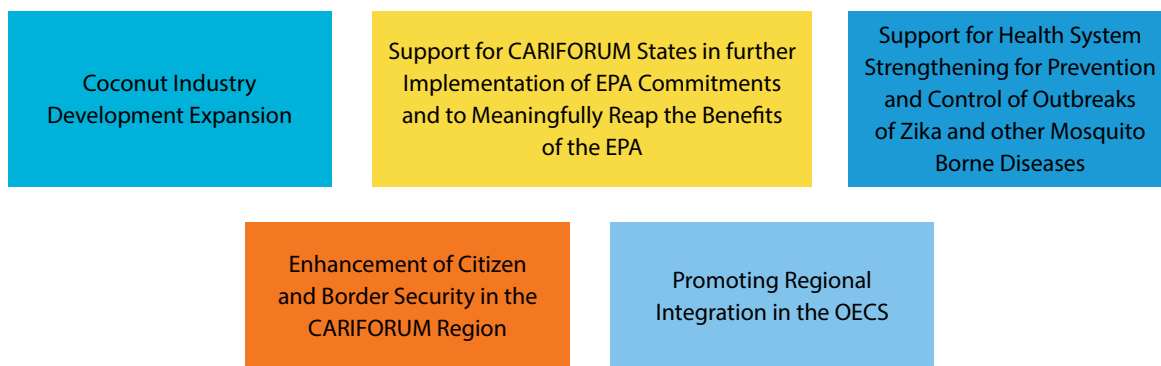 Coconut Industry
Development Expansion
Support for CARIFORUM States in further
Implementation of EPA Commitments
and to Meaningfully Reap the Benefits
of the EPA
Support for Health System
Strengthening for Prevention
and Control of Outbreaks
of Zika and other Mosquito
Borne Diseases
Enhancement of Citizen
and Border Security in the
CARIFORUM Region
Promoting Regional
Integration in the OECS